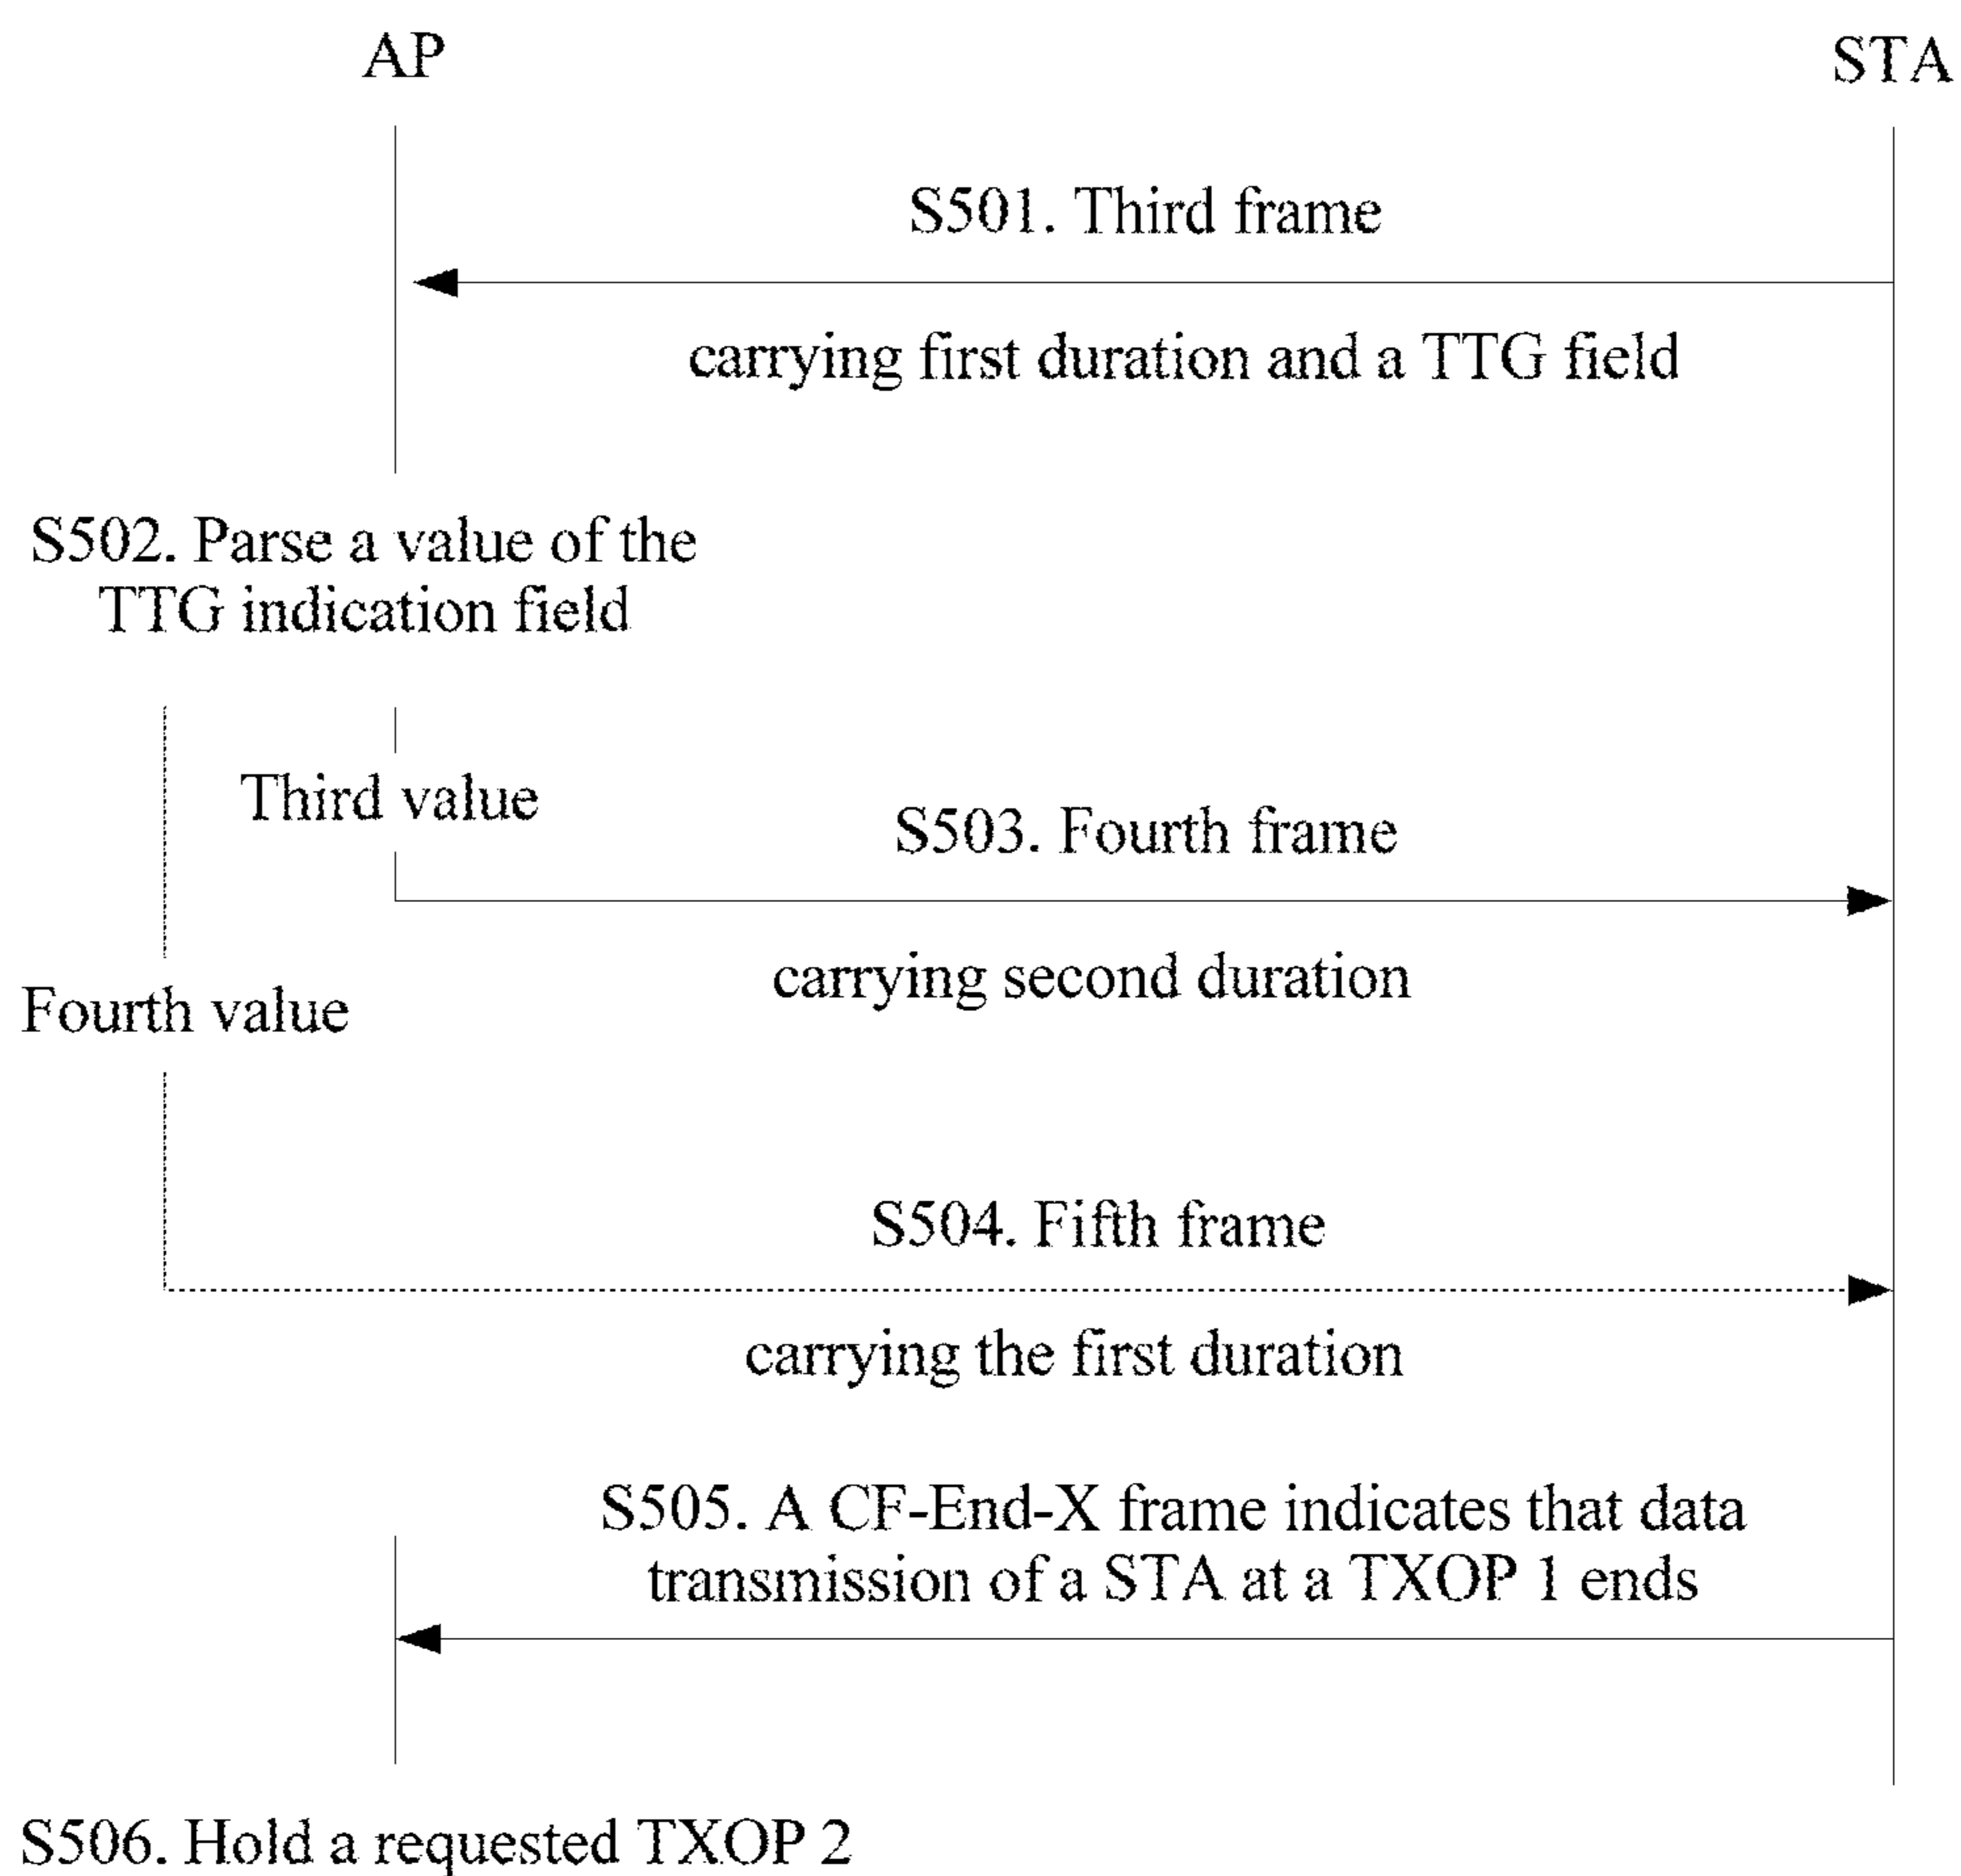 AP
STA
S501. Third frame
carrying first duration and a TTG field
S502. Parse a value of the
TTG indication field
Third value
S503. Fourth frame
carrying second duration
Fourth value
S504. Fifth frame
carrying the first duration
S505. A CF-End-X frame indicates that data
transmission of a STA at a TXOP 1 ends
S506. Hold a requested TXOP 2